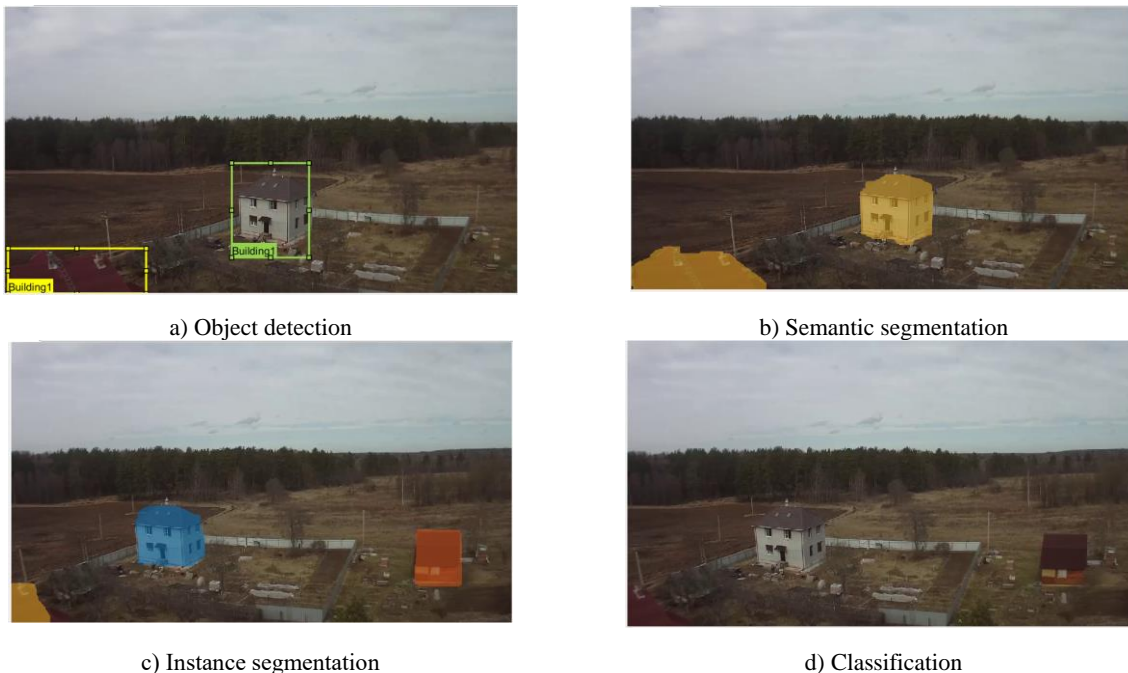 Building1
Building1
a) Object detection
b) Semantic segmentation
c) Instance segmentation
d) Classification